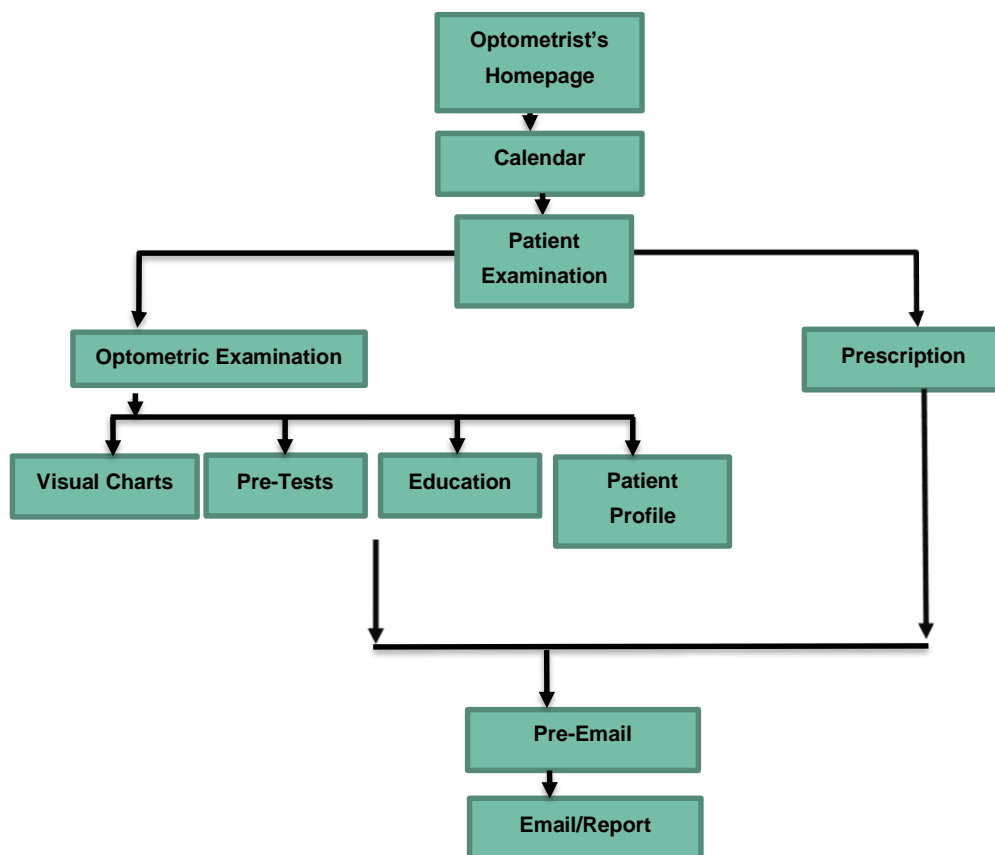 Optometrist's
Homepage
Calendar
Patient
Examination
Optometric Examination
Prescription
Visual Charts
Pre-Tests
Education
Patient
Profile
Pre-Email
Email/Report